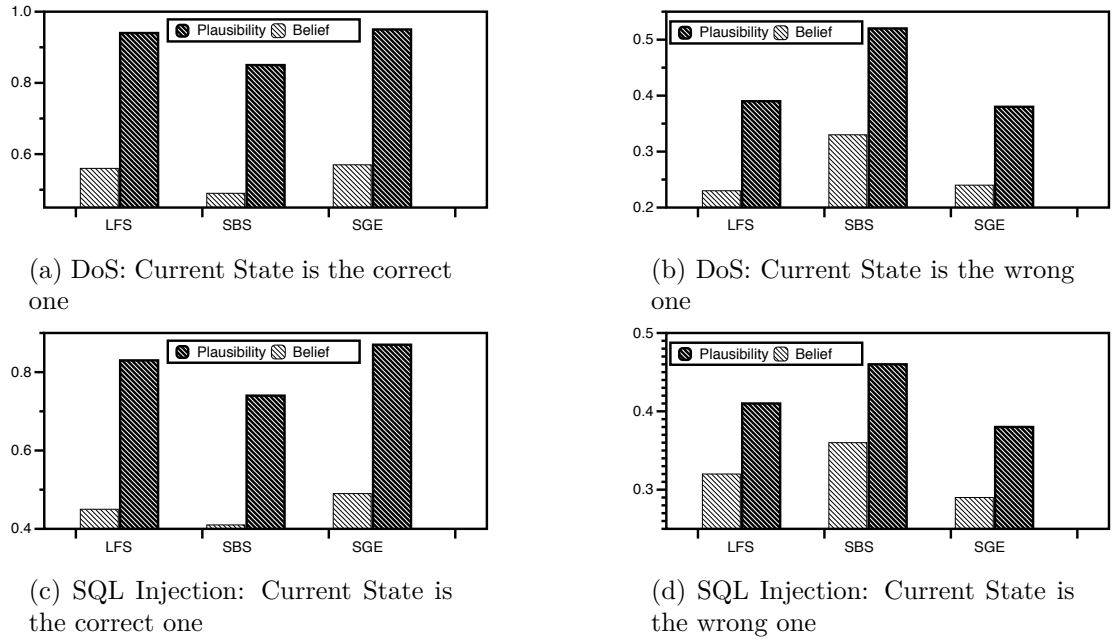 1.0
0.8
0.6
Plausibility Belief
LFS SBS SGE
(a) DoS: Current State is the correct
one
0.5
0.4
0.3
0.2
Plausibility Belief
LFS SBS SGE
(b) DoS: Current State is the wrong
one
0.8
0.6
0.4
Plausibility Belief
LFS SBS SGE
(c) SQL Injection: Current State is
the correct one
0.5
0.4
0.3
Plausibility Belief
LFS SBS SGE
(d) SQL Injection: Current State is
the wrong one